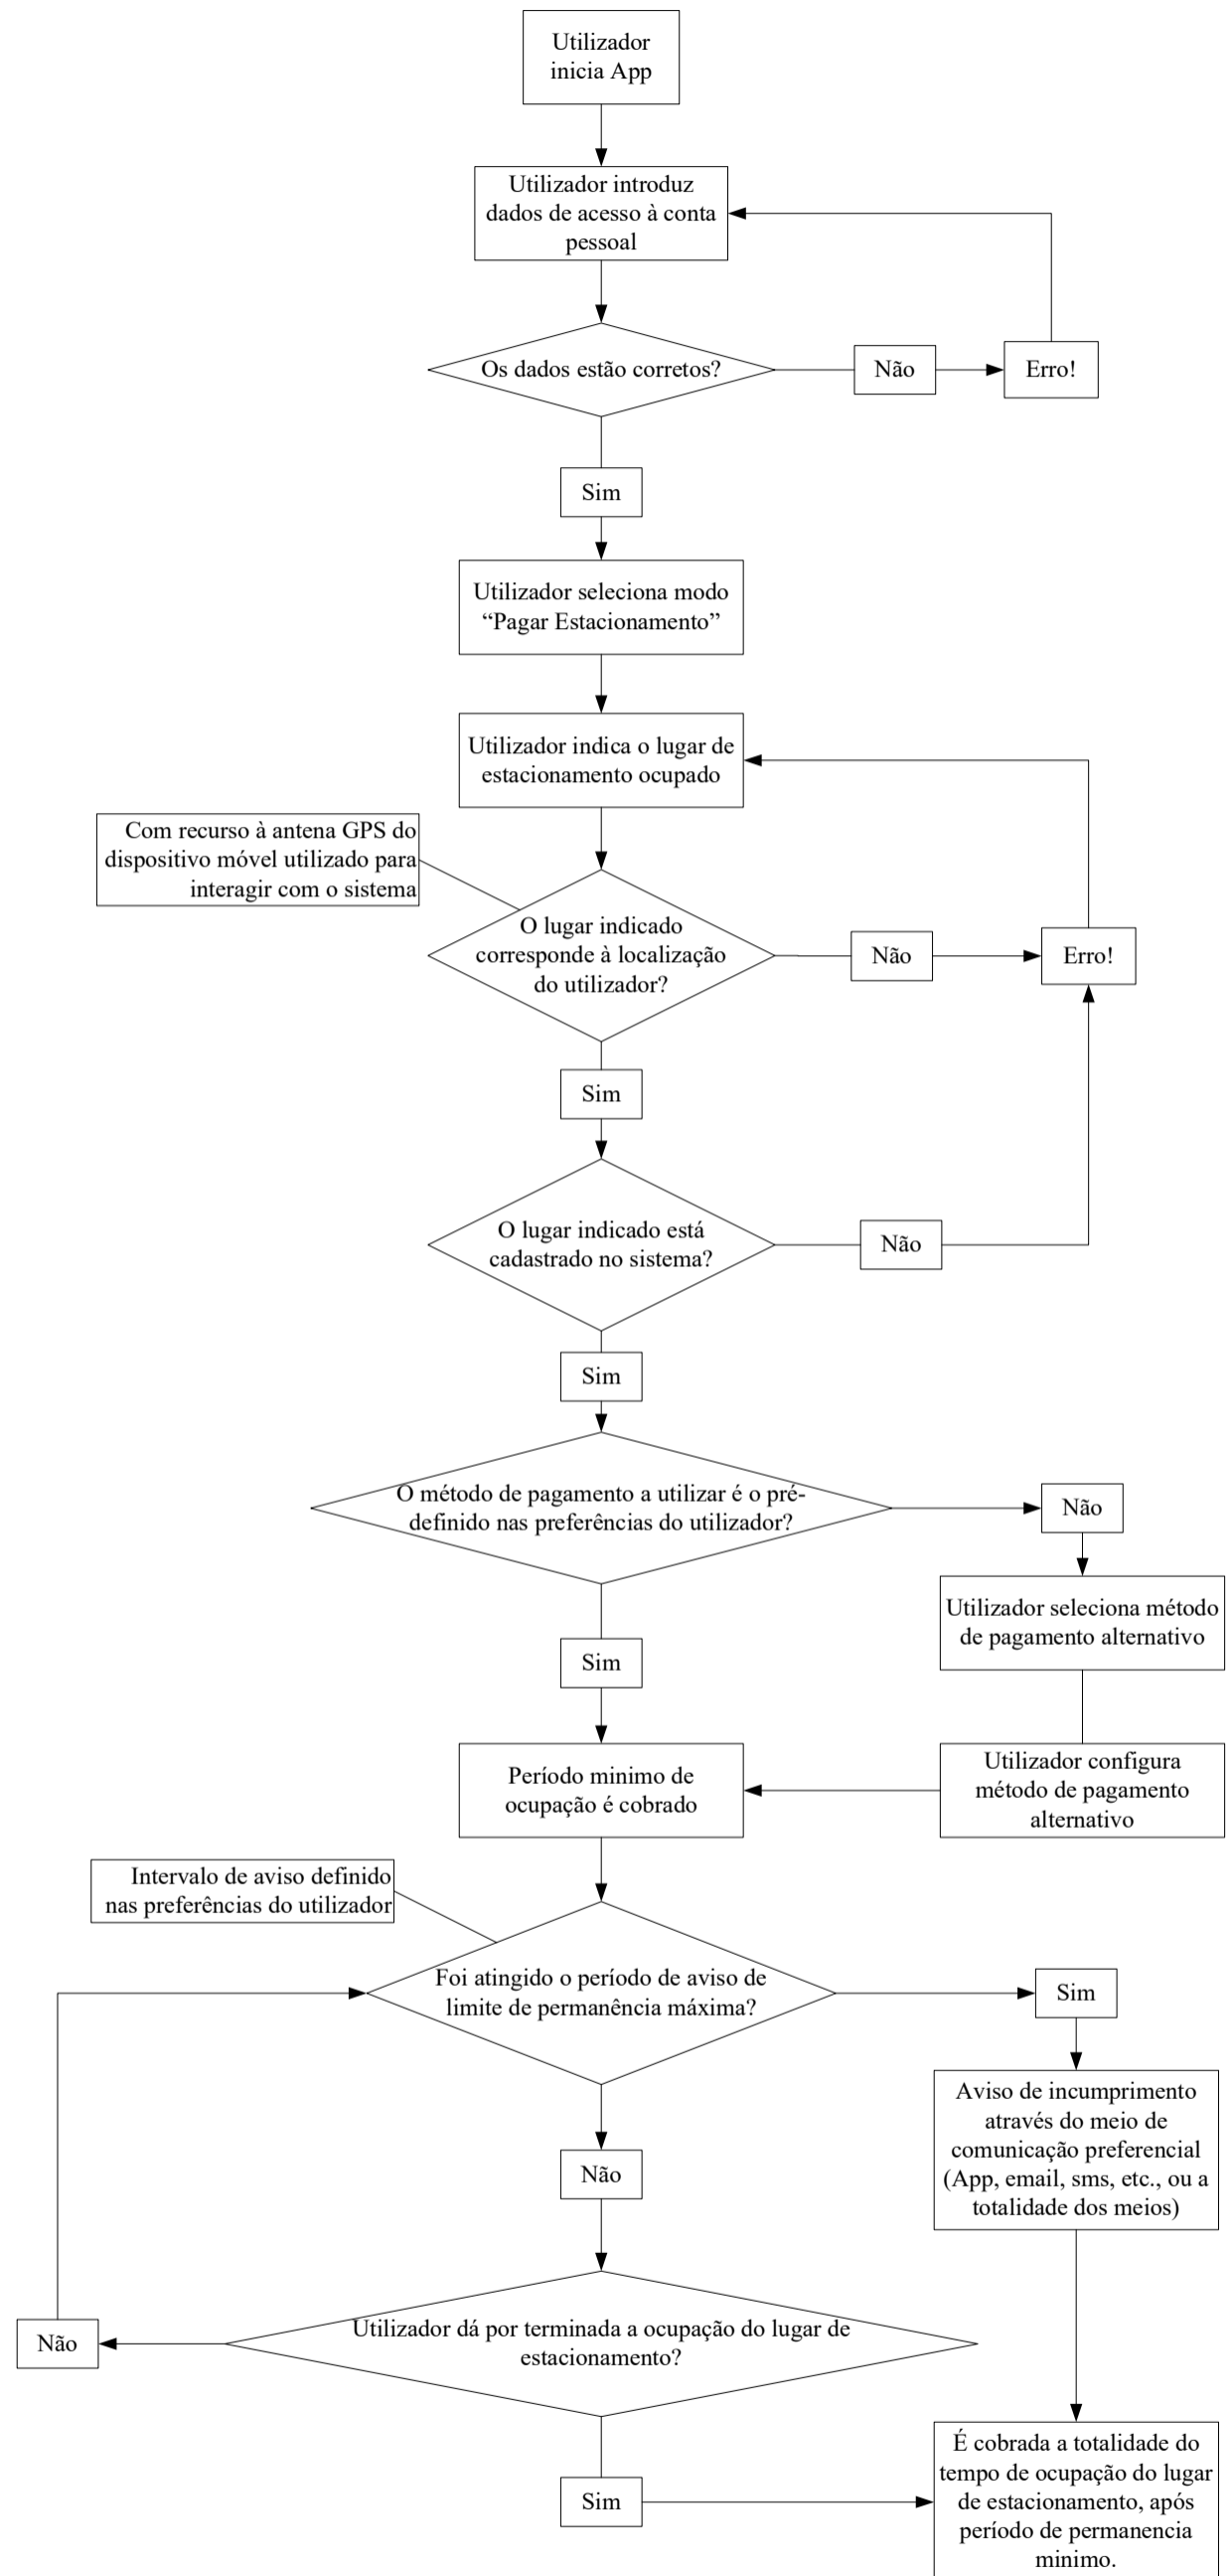 Utilizador
inicia App
Utilizador introduz
dados de acesso à conta
pessoal
Os dados estão corretos?
Não
Erro!
Sim
Utilizador seleciona modo
“Pagar Estacionamento”
Utilizador indica o lugar de
estacionamento ocupado
Com recurso à antena GPS do
dispositivo móvel utilizado para
interagir com o sistema
O lugar indicado
corresponde à localização
do utilizador?
Não
Erro!
Sim
O lugar indicado está
cadastrado no sistema?
Não
Sim
O método de pagamento a utilizar é o pré-
definido nas preferências do utilizador?
Não
Utilizador seleciona método
de pagamento alternativo
Sim
Período minimo de
ocupação é cobrado
Utilizador configura
método de pagamento
alternativo
Intervalo de aviso definido
nas preferências do utilizador
Foi atingido o período de aviso de
limite de permanência máxima?
Sim
Aviso de incumprimento
através do meio de
comunicação preferencial
(App, email, sms, etc., ou a
totalidade dos meios)
Não
Utilizador dá por terminada a ocupação do lugar de
estacionamento?
Não
Sim
É cobrada a totalidade do
tempo de ocupação do lugar
de estacionamento, após
período de permanencia
minimo.